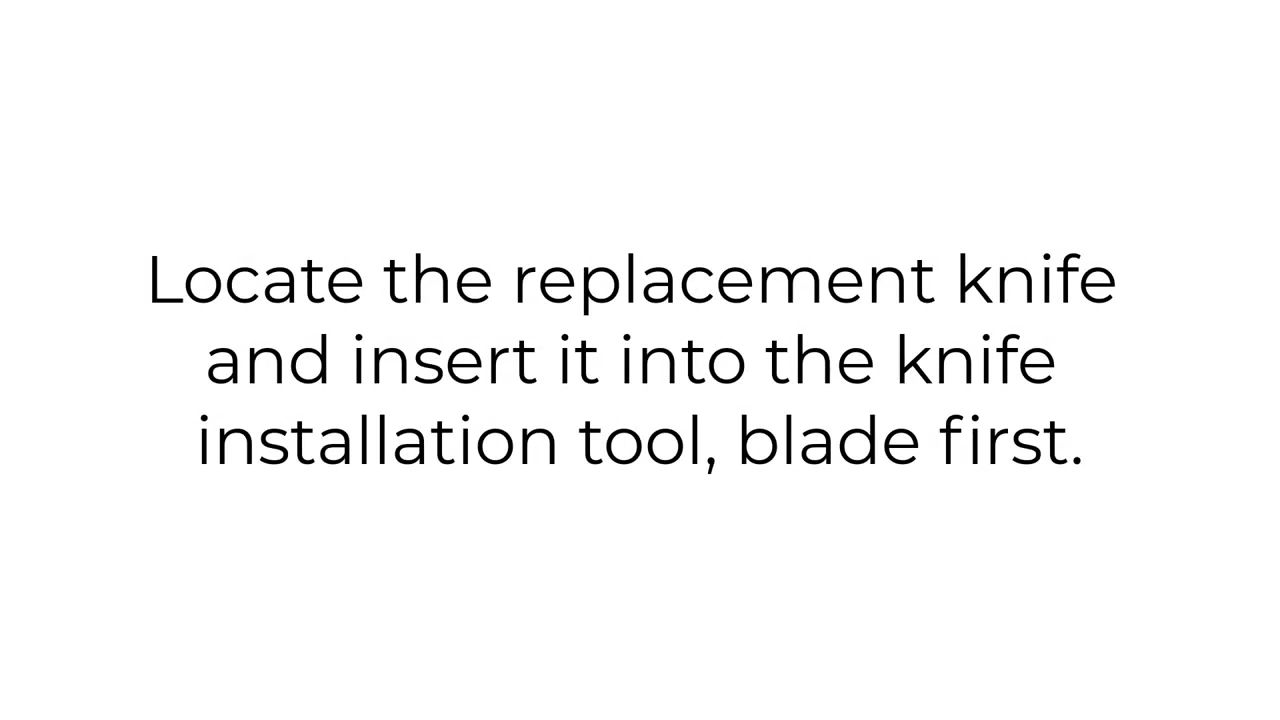 Locate the replacement knife
and insert it into the knife
installation tool, blade first.